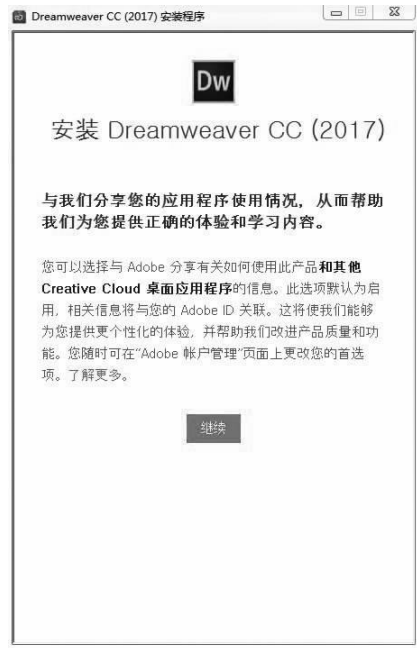 Dreamweaver CC (2017) 安装程序
Dw
安装 Dreamweaver CC (2017)
与我们分享您的应用程序使用情况，从而帮助
我们为您提供正确的体验和学习内容。
您可以选择与 Adobe 分享有关如何使用此产品和其他
Creative Cloud 桌面应用程序的信息。此选项默认为启
用，相关信息将与您的 Adobe ID 关联。这将使我们能够
为您提供更个性化的体验，并帮助我们改进产品质量和功
能。您随时可在“Adobe 帐户管理”页面上更改您的首选
项。了解更多。
继续